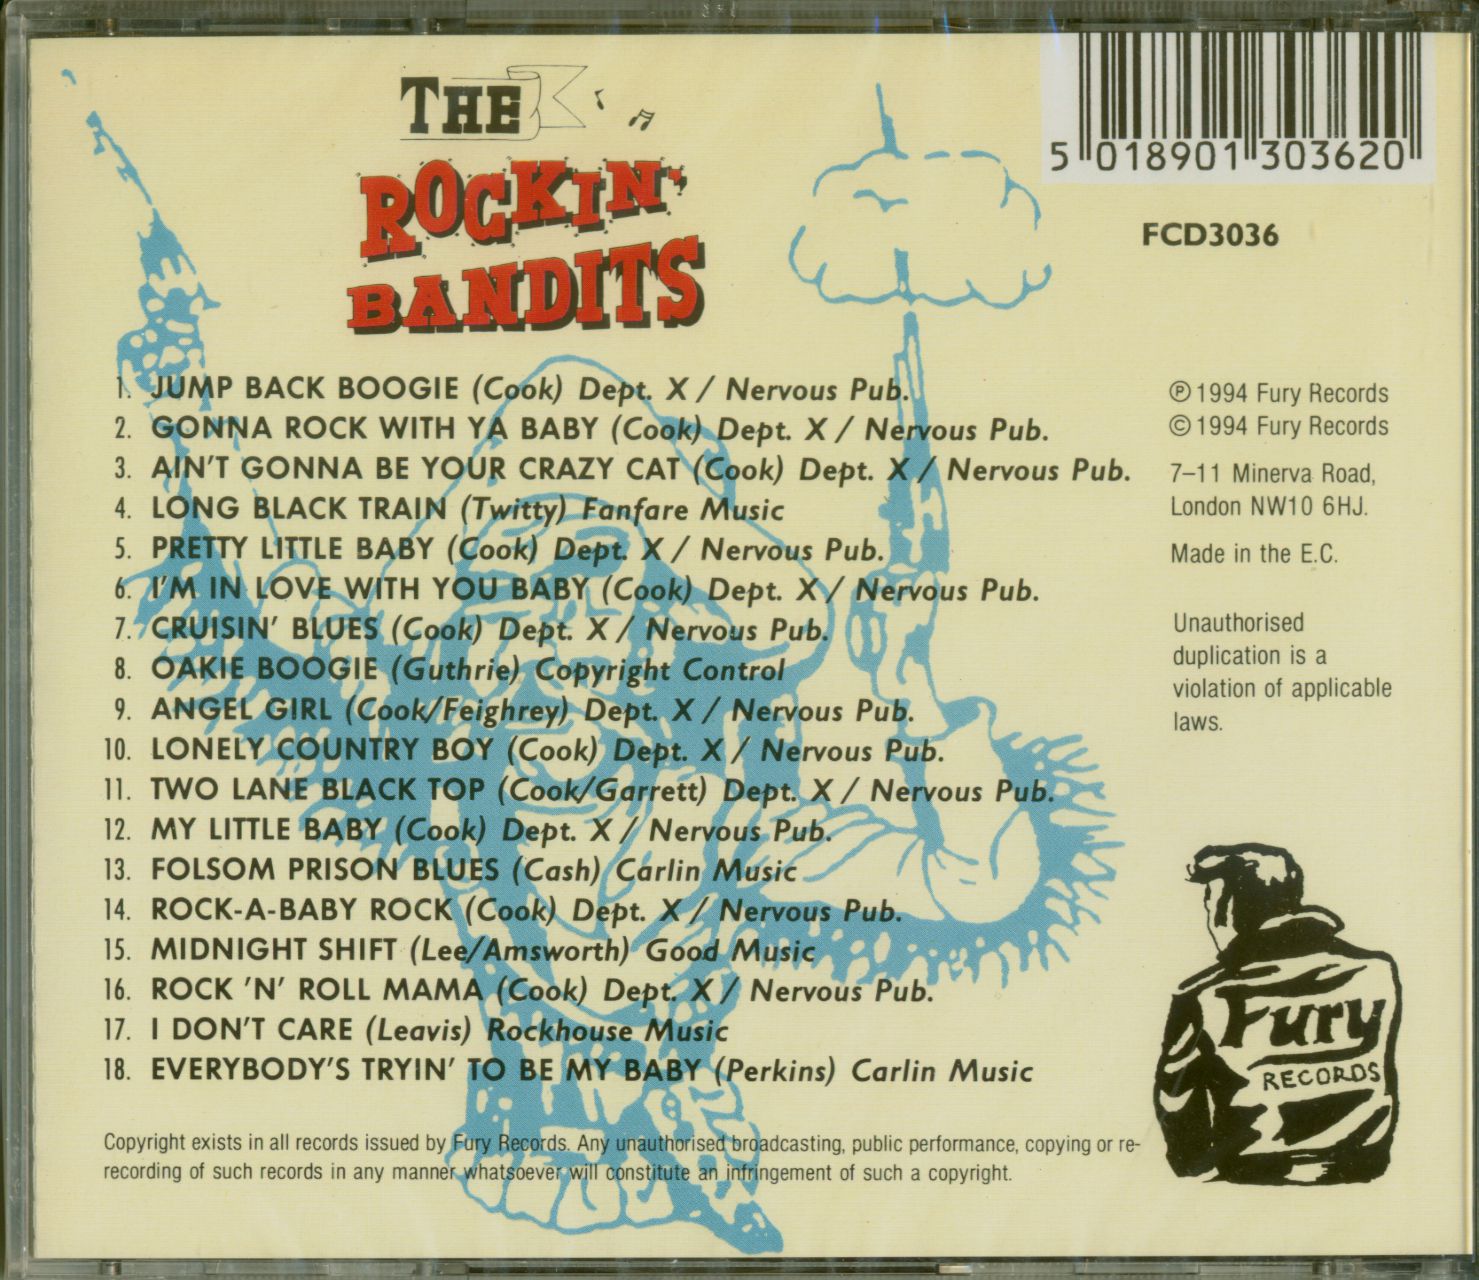 THE
ROCKIN'
BANDITS
5 018901 303620
FCD3036
1. JUMP BACK BOOGIE (Cook) Dept. X / Nervous Pub.
2. GONNA ROCK WITH YA BABY (Cook) Dept. X / Nervous Pub.
3. AIN'T GONNA BE YOUR CRAZY CAT (Cook) Dept. X / Nervous Pub.
4. LONG BLACK TRAIN (Twitty) Fanfare Music
5. PRETTY LITTLE BABY (Cook) Dept. X / Nervous Pub.
6. I'M IN LOVE WITH YOU BABY (Cook) Dept. X / Nervous Pub.
7. CRUISIN' BLUES (Cook) Dept. X / Nervous Pub.
8. OAKIE BOOGIE (Guthrie) Copyright Control
9. ANGEL GIRL (Cook/Feighrey) Dept. X / Nervous Pub.
10. LONELY COUNTRY BOY (Cook) Dept. X / Nervous Pub.
11. TWO LANE BLACK TOP (Cook/Garrett) Dept. X / Nervous Pub.
12. MY LITTLE BABY (Cook) Dept. X / Nervous Pub.
13. FOLSOM PRISON BLUES (Cash) Carlin Music
14. ROCK-A-BABY ROCK (Cook) Dept. X / Nervous Pub.
15. MIDNIGHT SHIFT (Lee/Amsworth) Good Music
16. ROCK 'N' ROLL MAMA (Cook) Dept. X / Nervous Pub.
17. I DON'T CARE (Leavis) Rockhouse Music
18. EVERYBODY'S TRYIN' TO BE MY BABY (Perkins) Carlin Music
℗ 1994 Fury Records
© 1994 Fury Records
7–11 Minerva Road,
London NW10 6HJ.
Made in the E.C.
Unauthorised
duplication is a
violation of applicable
laws.
Fury
RECORDS
Copyright exists in all records issued by Fury Records. Any unauthorised broadcasting, public performance, copying or re-
recording of such records in any manner whatsoever will constitute an infringement of such a copyright.